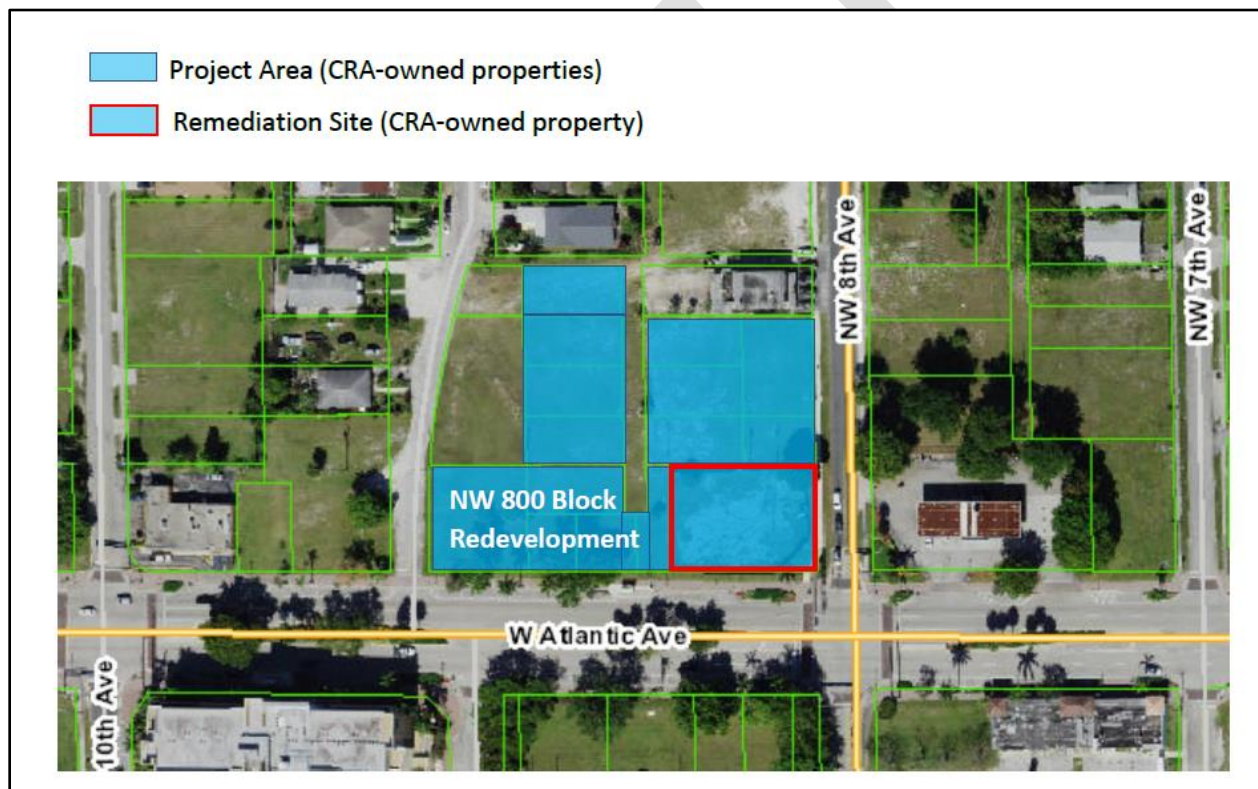 Project Area (CRA-owned properties)
Remediation Site (CRA-owned property)
NW 8th Ave
NW 7th Ave
NW 800 Block
Redevelopment
W Atlantic Ave
10th Ave